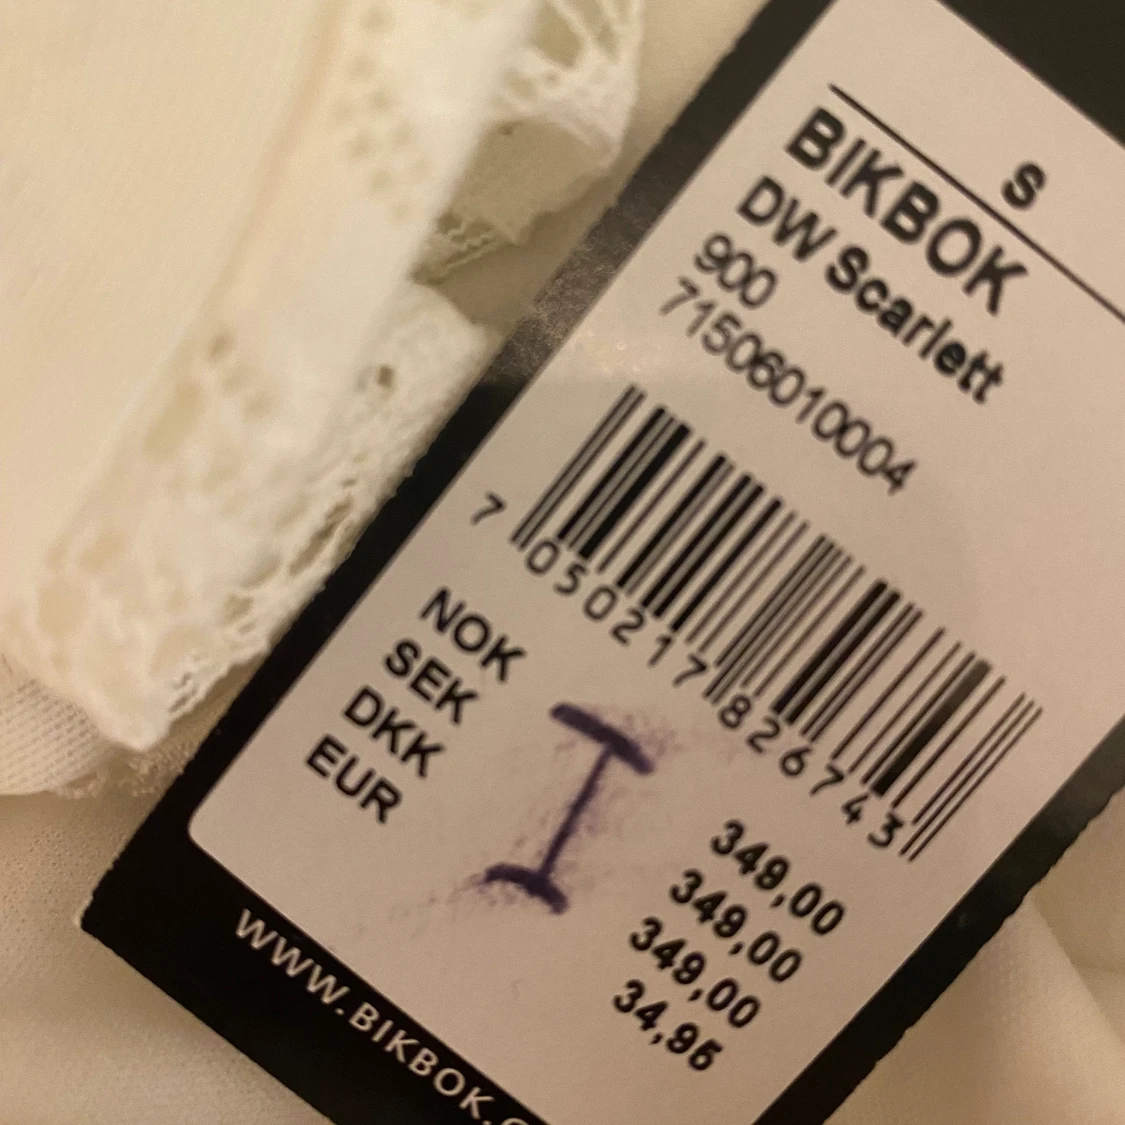 S
BIKBOK
DW Scarlett
900
71506010004
7 050217 826743
NOK 349,00
SEK 349,00
DKK 349,00
EUR 34,95
I
WWW.BIKBOK.C